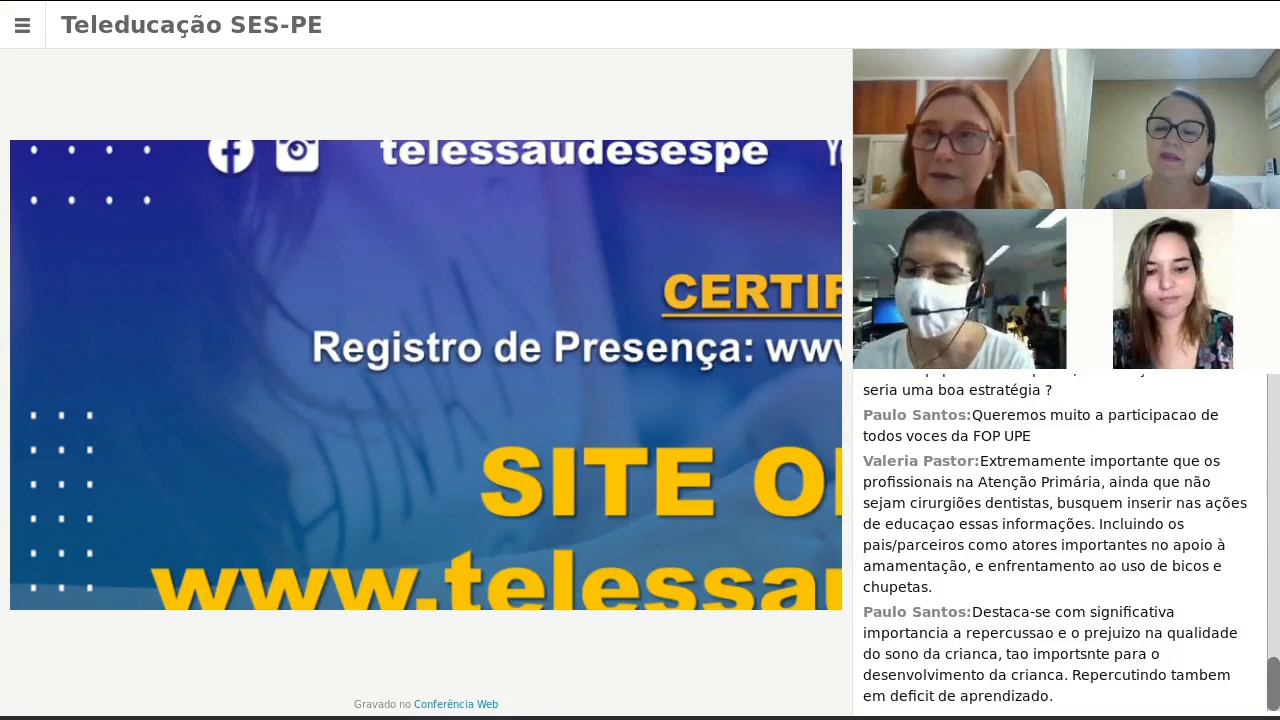 Teleducação SES-PE
telessaudesespe
CERTIF
Registro de Presença: www
SITE O
www.telessau
Gravado no Conferência Web
seria uma boa estratégia ?
Paulo Santos:Queremos muito a participacao de
todos voces da FOP UPE
Valeria Pastor:Extremamente importante que os
profissionais na Atenção Primária, ainda que não
sejam cirurgiões dentistas, busquem inserir nas ações
de educaçao essas informações. Incluindo os
pais/parceiros como atores importantes no apoio à
amamentação, e enfrentamento ao uso de bicos e
chupetas.
Paulo Santos:Destaca-se com significativa
importancia a repercussao e o prejuizo na qualidade
do sono da crianca, tao importsnte para o
desenvolvimento da crianca. Repercutindo tambem
em deficit de aprendizado.